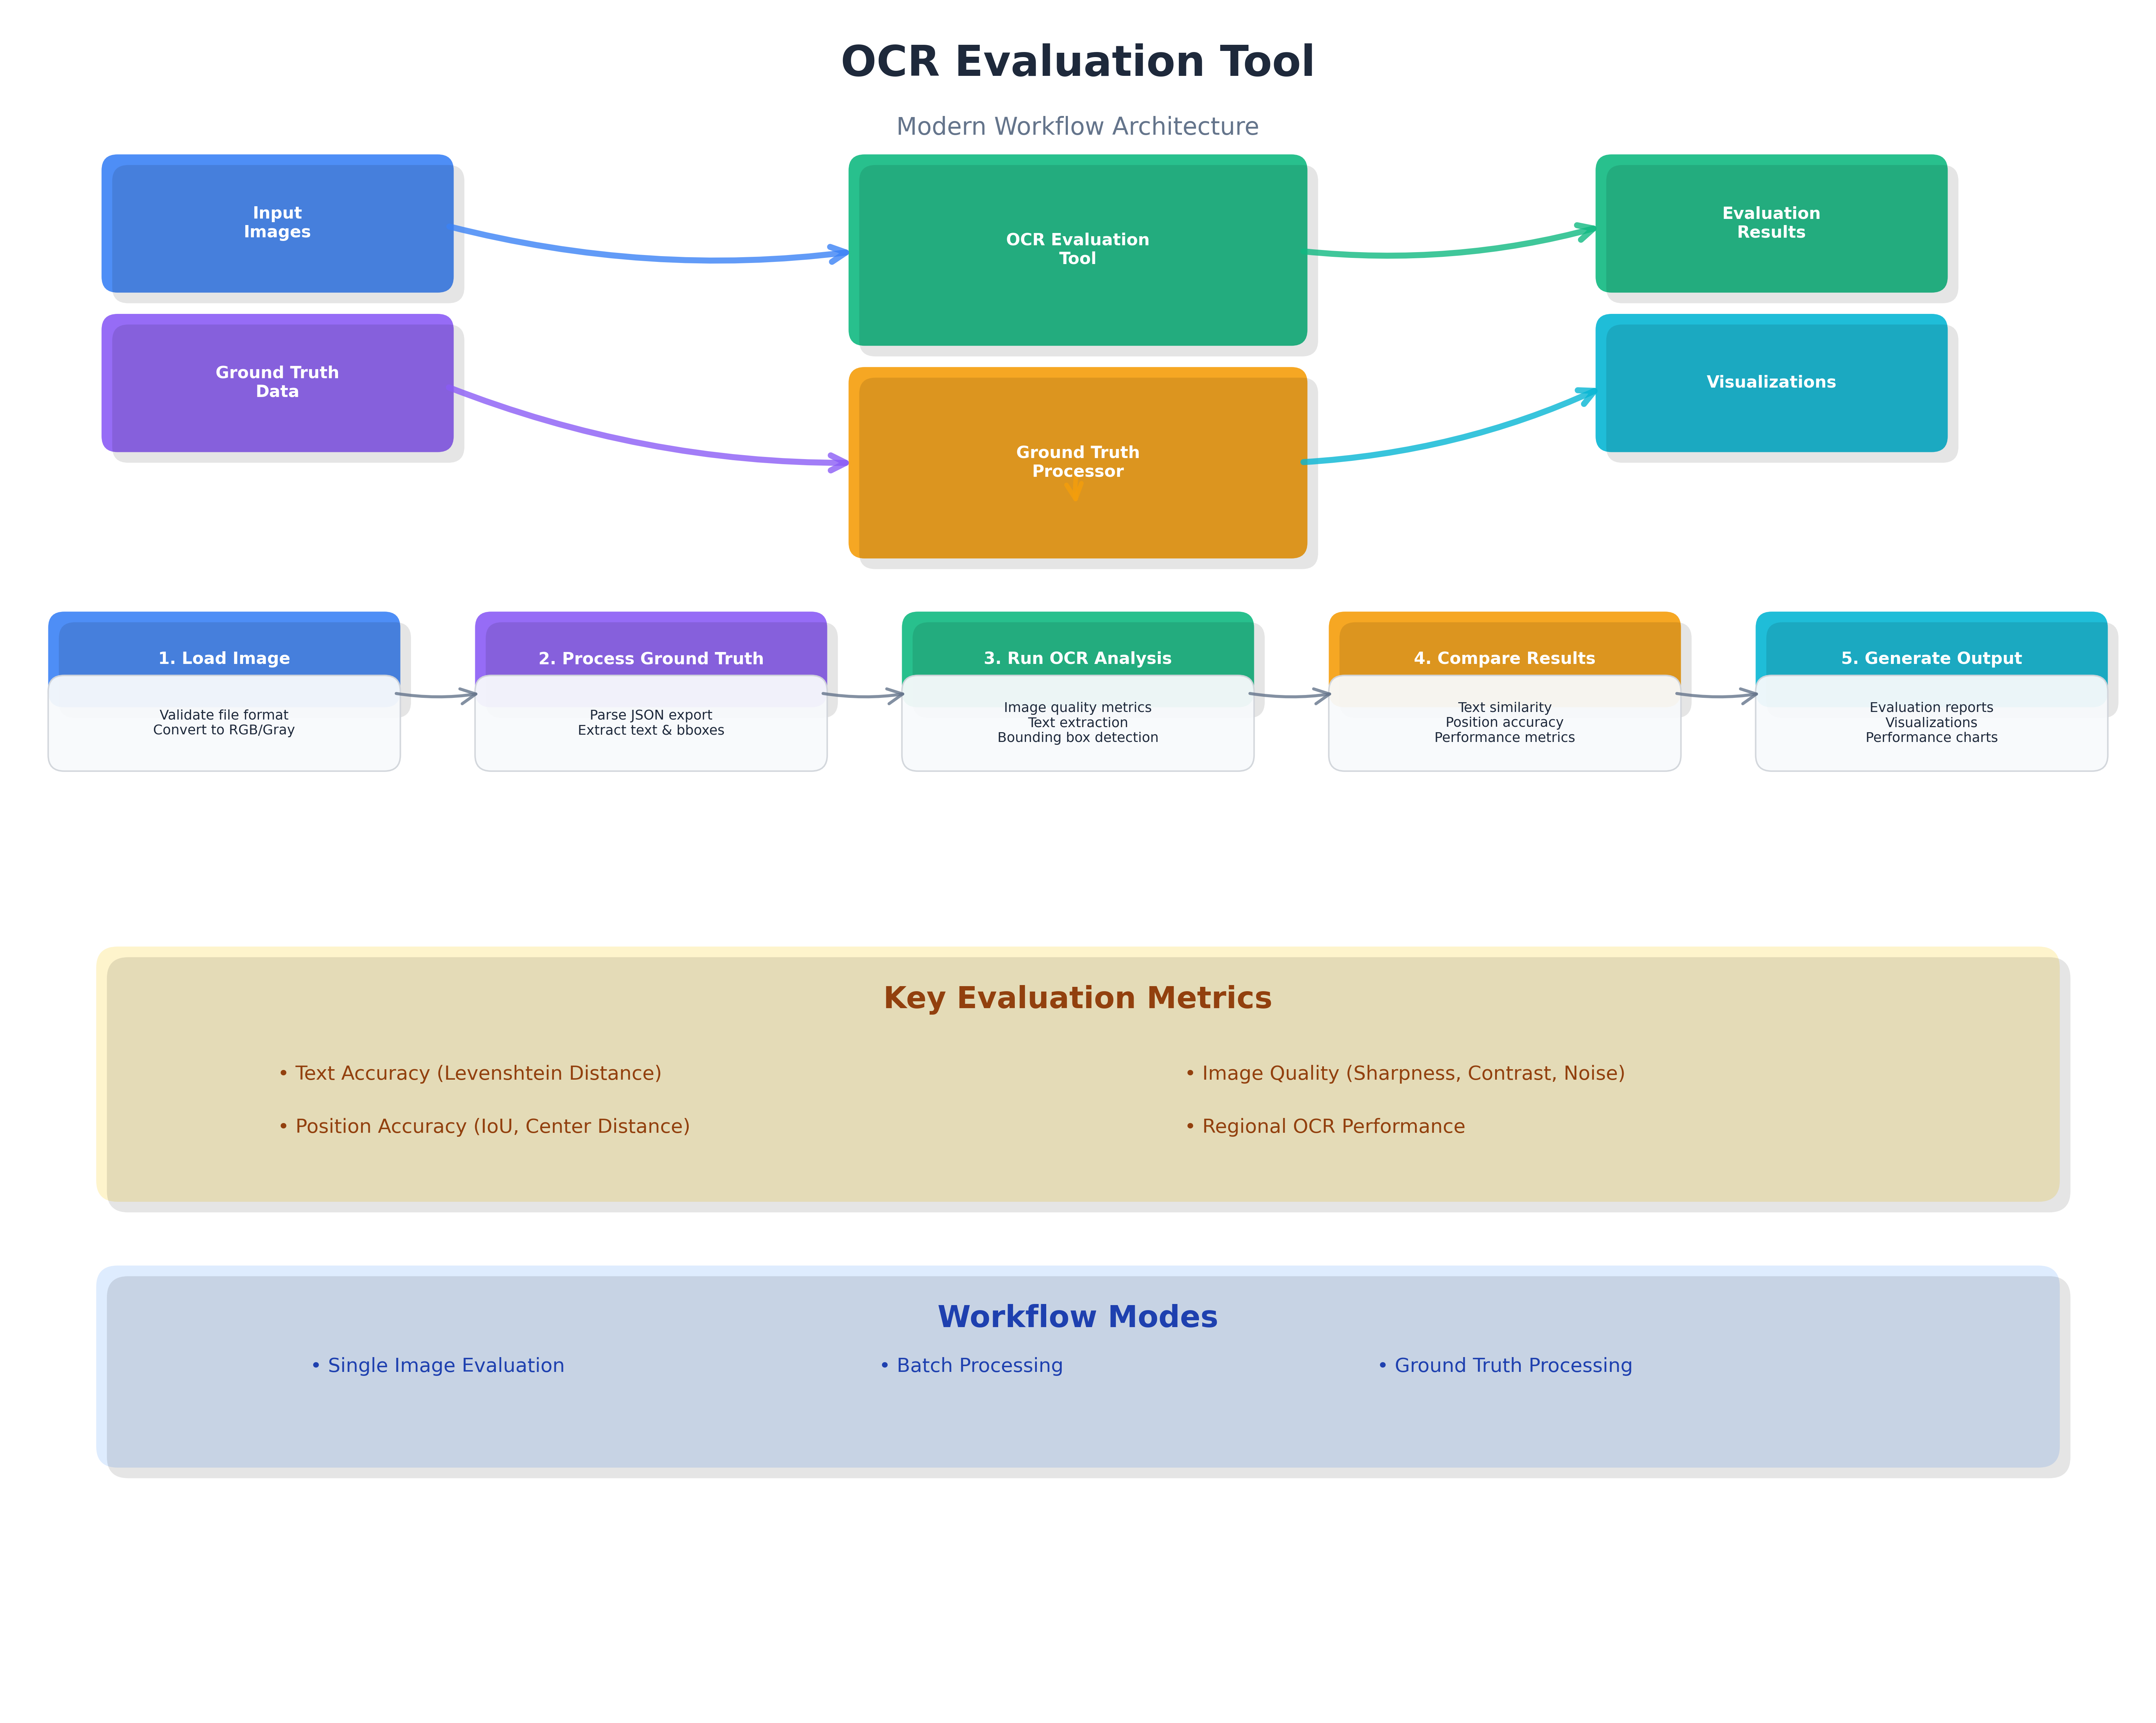 OCR Evaluation Tool
Modern Workflow Architecture
Input
Images
OCR Evaluation
Tool
Evaluation
Results
Ground Truth
Data
Ground Truth
Processor
Visualizations
1. Load Image
Validate file format
Convert to RGB/Gray
2. Process Ground Truth
Parse JSON export
Extract text & bboxes
3. Run OCR Analysis
Image quality metrics
Text extraction
Bounding box detection
4. Compare Results
Text similarity
Position accuracy
Performance metrics
5. Generate Output
Evaluation reports
Visualizations
Performance charts
Key Evaluation Metrics
• Text Accuracy (Levenshtein Distance)
• Position Accuracy (IoU, Center Distance)
• Image Quality (Sharpness, Contrast, Noise)
• Regional OCR Performance
Workflow Modes
• Single Image Evaluation
• Batch Processing
• Ground Truth Processing